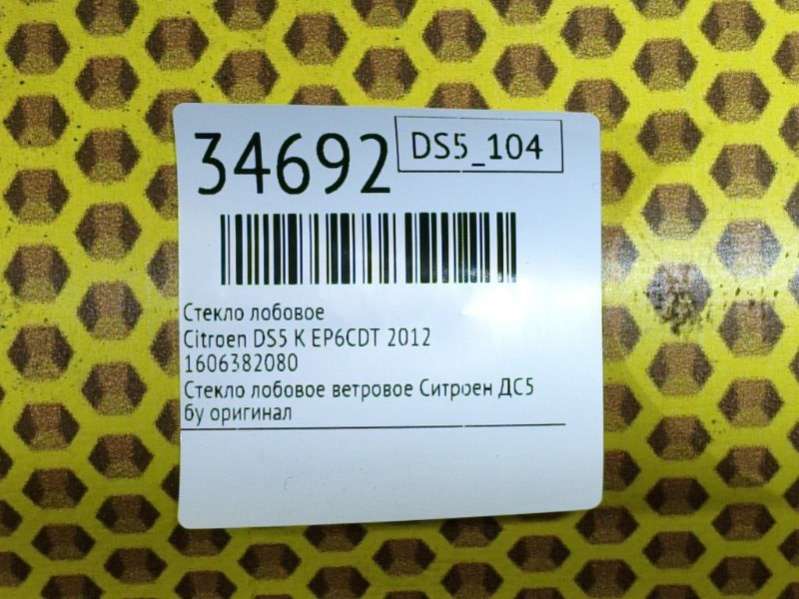 34692
DS5_104
Стекло лобовое
Citroen DS5 K EP6CDT 2012
1606382080
Стекло лобовое ветровое Ситроен ДС5
бу оригинал